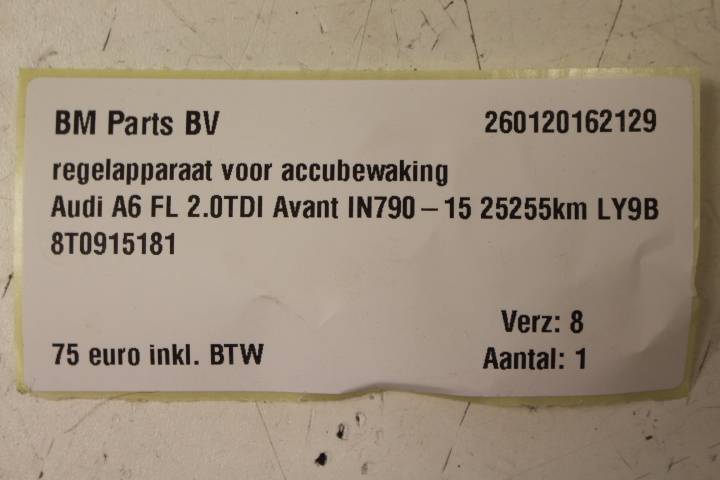 BM Parts BV 260120162129
regelapparaat voor accubewaking
Audi A6 FL 2.0TDI Avant IN790 – 15 25255km LY9B
8T0915181
Verz: 8
75 euro inkl. BTW Aantal: 1